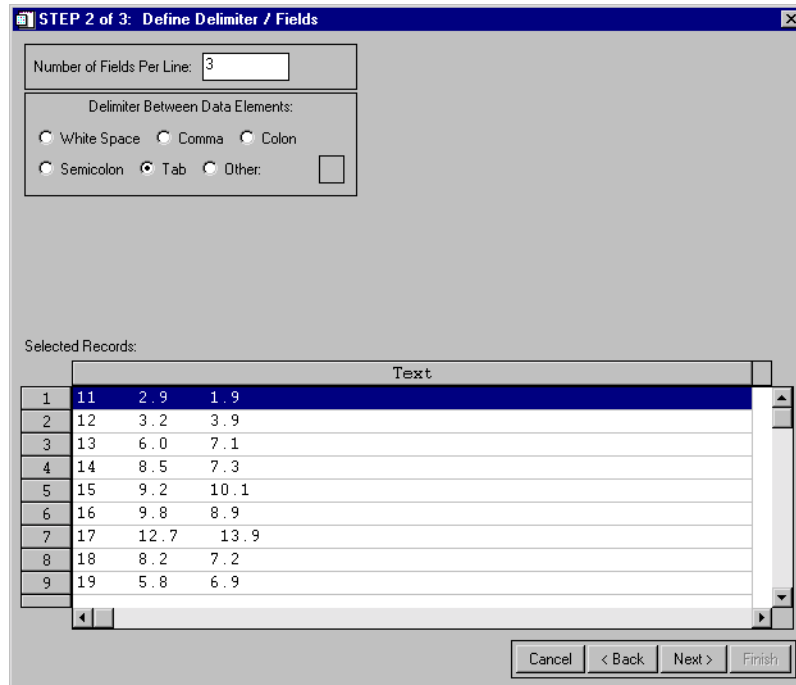 STEP 2 of 3: Define Delimiter / Fields
Number of Fields Per Line: 3
Delimiter Between Data Elements:
White Space Comma Colon
Semicolon Tab Other:
Selected Records:
Text
1 11 2.9 1.9
2 12 3.2 3.9
3 13 6.0 7.1
4 14 8.5 7.3
5 15 9.2 10.1
6 16 9.8 8.9
7 17 12.7 13.9
8 18 8.2 7.2
9 19 5.8 6.9
Cancel < Back Next > Finish